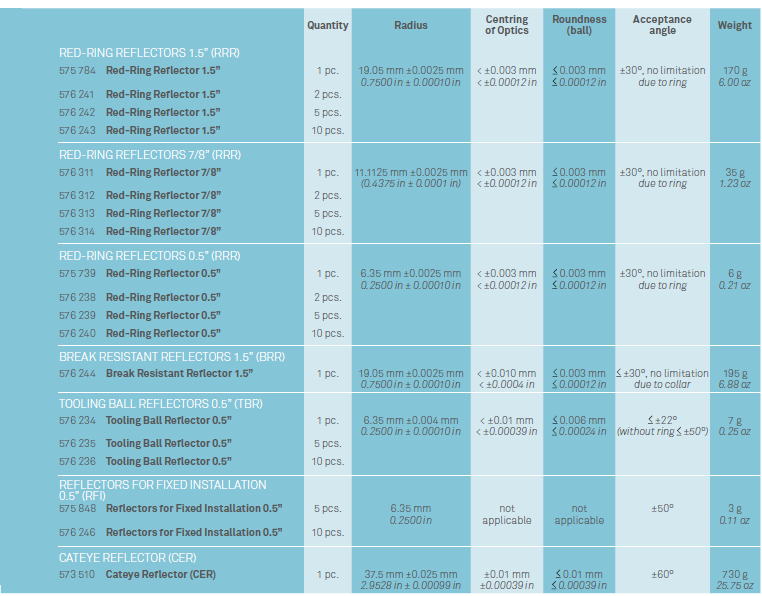 Quantity Radius Centring of Optics Roundness (ball) Acceptance angle Weight
RED-RING REFLECTORS 1.5” (RRR)
575 784 Red-Ring Reflector 1.5” 1 pc. 19.05 mm ±0.0025 mm < ±0.003 mm ≤ 0.003 mm ±30°, no limitation 170 g
0.7500 in ± 0.00010 in < ±0.00012 in ≤ 0.00012 in due to ring 6.00 oz
576 241 Red-Ring Reflector 1.5” 2 pcs.
576 242 Red-Ring Reflector 1.5” 5 pcs.
576 243 Red-Ring Reflector 1.5” 10 pcs.
RED-RING REFLECTORS 7/8” (RRR)
576 311 Red-Ring Reflector 7/8” 1 pc. 11.1125 mm ±0.0025 mm < ±0.003 mm ≤ 0.003 mm ±30°, no limitation 35 g
(0.4375 in ± 0.0001 in) < ±0.00012 in ≤ 0.00012 in due to ring 1.23 oz
576 312 Red-Ring Reflector 7/8” 2 pcs.
576 313 Red-Ring Reflector 7/8” 5 pcs.
576 314 Red-Ring Reflector 7/8” 10 pcs.
RED-RING REFLECTORS 0.5” (RRR)
575 739 Red-Ring Reflector 0.5” 1 pc. 6.35 mm ±0.0025 mm < ±0.003 mm ≤ 0.003 mm ±30°, no limitation 6 g
0.2500 in ± 0.00010 in < ±0.00012 in ≤ 0.00012 in due to ring 0.21 oz
576 238 Red-Ring Reflector 0.5” 2 pcs.
576 239 Red-Ring Reflector 0.5” 5 pcs.
576 240 Red-Ring Reflector 0.5” 10 pcs.
BREAK RESISTANT REFLECTORS 1.5” (BRR)
576 244 Break Resistant Reflector 1.5” 1 pc. 19.05 mm ±0.0025 mm < ±0.010 mm ≤ 0.003 mm ≤ ±30°, no limitation 195 g
0.7500 in ± 0.00010 in < ±0.0004 in ≤ 0.00012 in due to collar 6.88 oz
TOOLING BALL REFLECTORS 0.5” (TBR)
576 234 Tooling Ball Reflector 0.5” 1 pc. 6.35 mm ±0.004 mm < ±0.01 mm ≤ 0.006 mm ≤ ±22° 7 g
0.2500 in ± 0.00010 in < ±0.00039 in ≤ 0.00024 in (without ring ≤ ±50°) 0.25 oz
576 235 Tooling Ball Reflector 0.5” 5 pcs.
576 236 Tooling Ball Reflector 0.5” 10 pcs.
REFLECTORS FOR FIXED INSTALLATION
0.5” (RFI)
575 848 Reflectors for Fixed Installation 0.5” 5 pcs. 6.35 mm not not ±50° 3 g
0.2500 in applicable applicable 0.11 oz
576 246 Reflectors for Fixed Installation 0.5” 10 pcs.
CATEYE REFLECTOR (CER)
573 510 Cateye Reflector (CER) 1 pc. 37.5 mm ±0.025 mm ±0.01 mm ≤ 0.01 mm ±60° 730 g
2.9528 in ± 0.00099 in ±0.00039 in ≤ 0.00039 in 25.75 oz